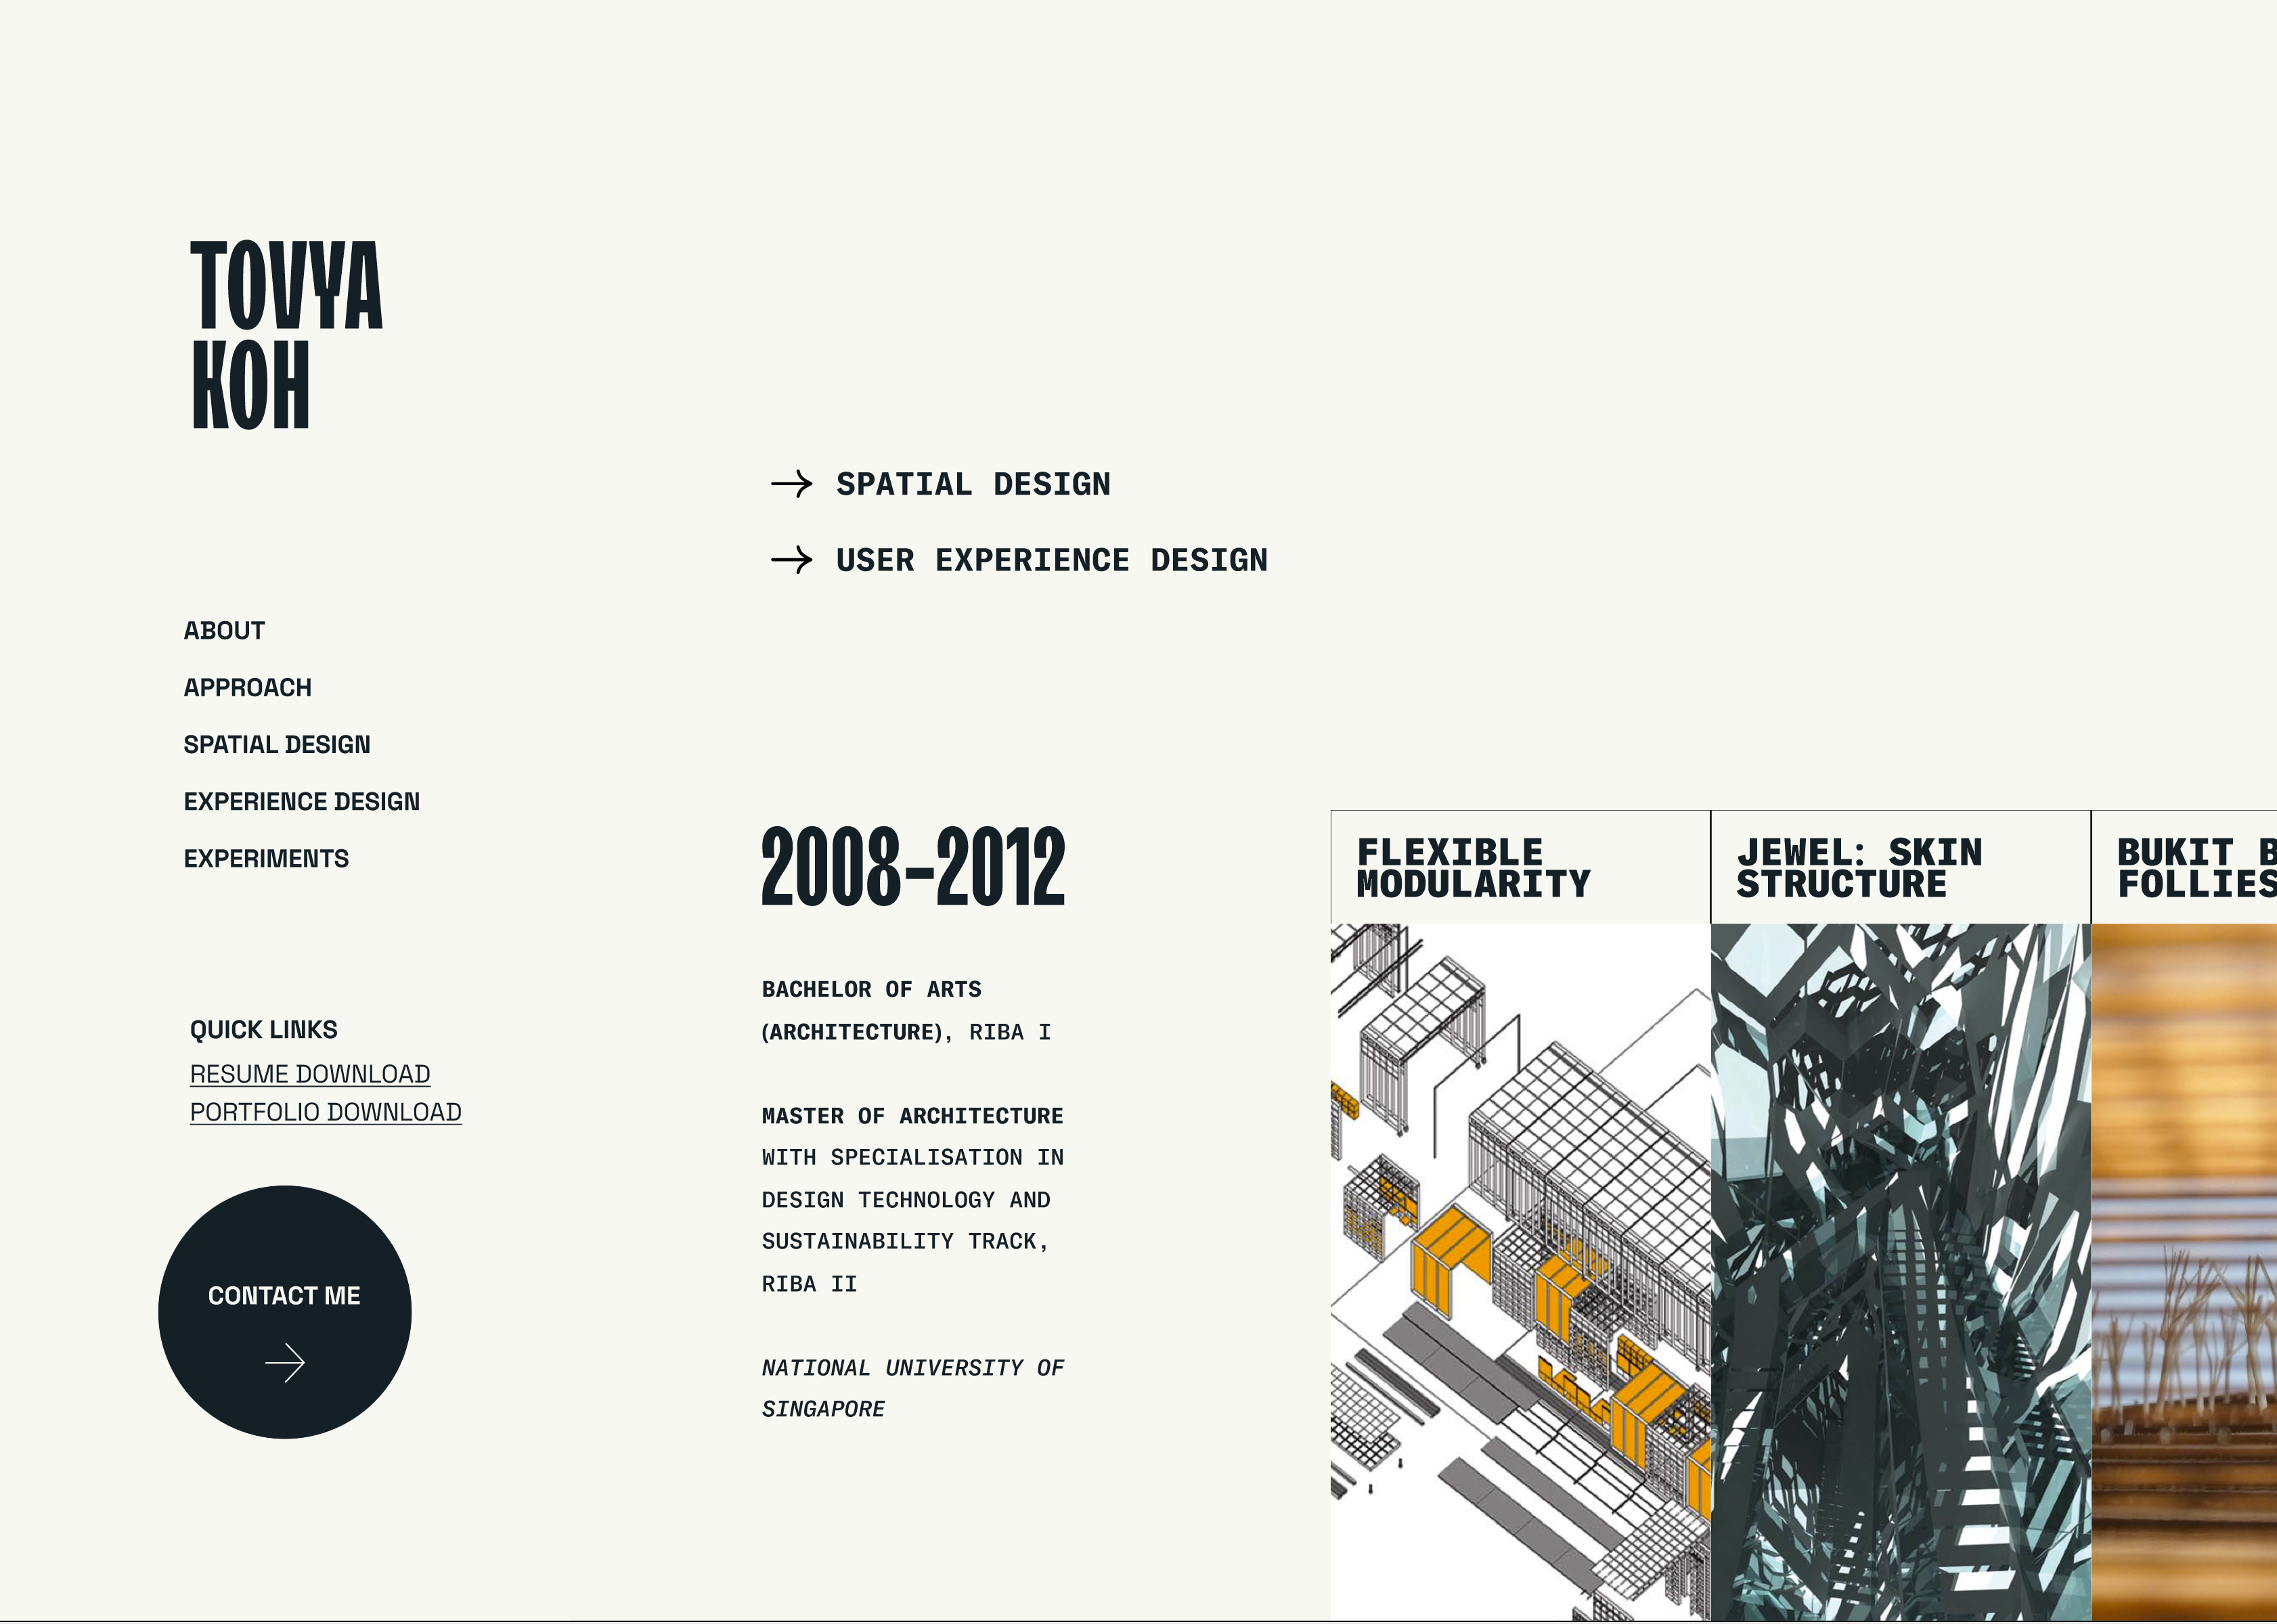 TOVYA
KOH
SPATIAL DESIGN
USER EXPERIENCE DESIGN
ABOUT
APPROACH
SPATIAL DESIGN
EXPERIENCE DESIGN
EXPERIMENTS
QUICK LINKS
RESUME DOWNLOAD
PORTFOLIO DOWNLOAD
CONTACT ME
2008–2012
BACHELOR OF ARTS
(ARCHITECTURE), RIBA I
MASTER OF ARCHITECTURE
WITH SPECIALISATION IN
DESIGN TECHNOLOGY AND
SUSTAINABILITY TRACK,
RIBA II
NATIONAL UNIVERSITY OF
SINGAPORE
FLEXIBLE
MODULARITY
JEWEL: SKIN
STRUCTURE
BUKIT
FOLLIES